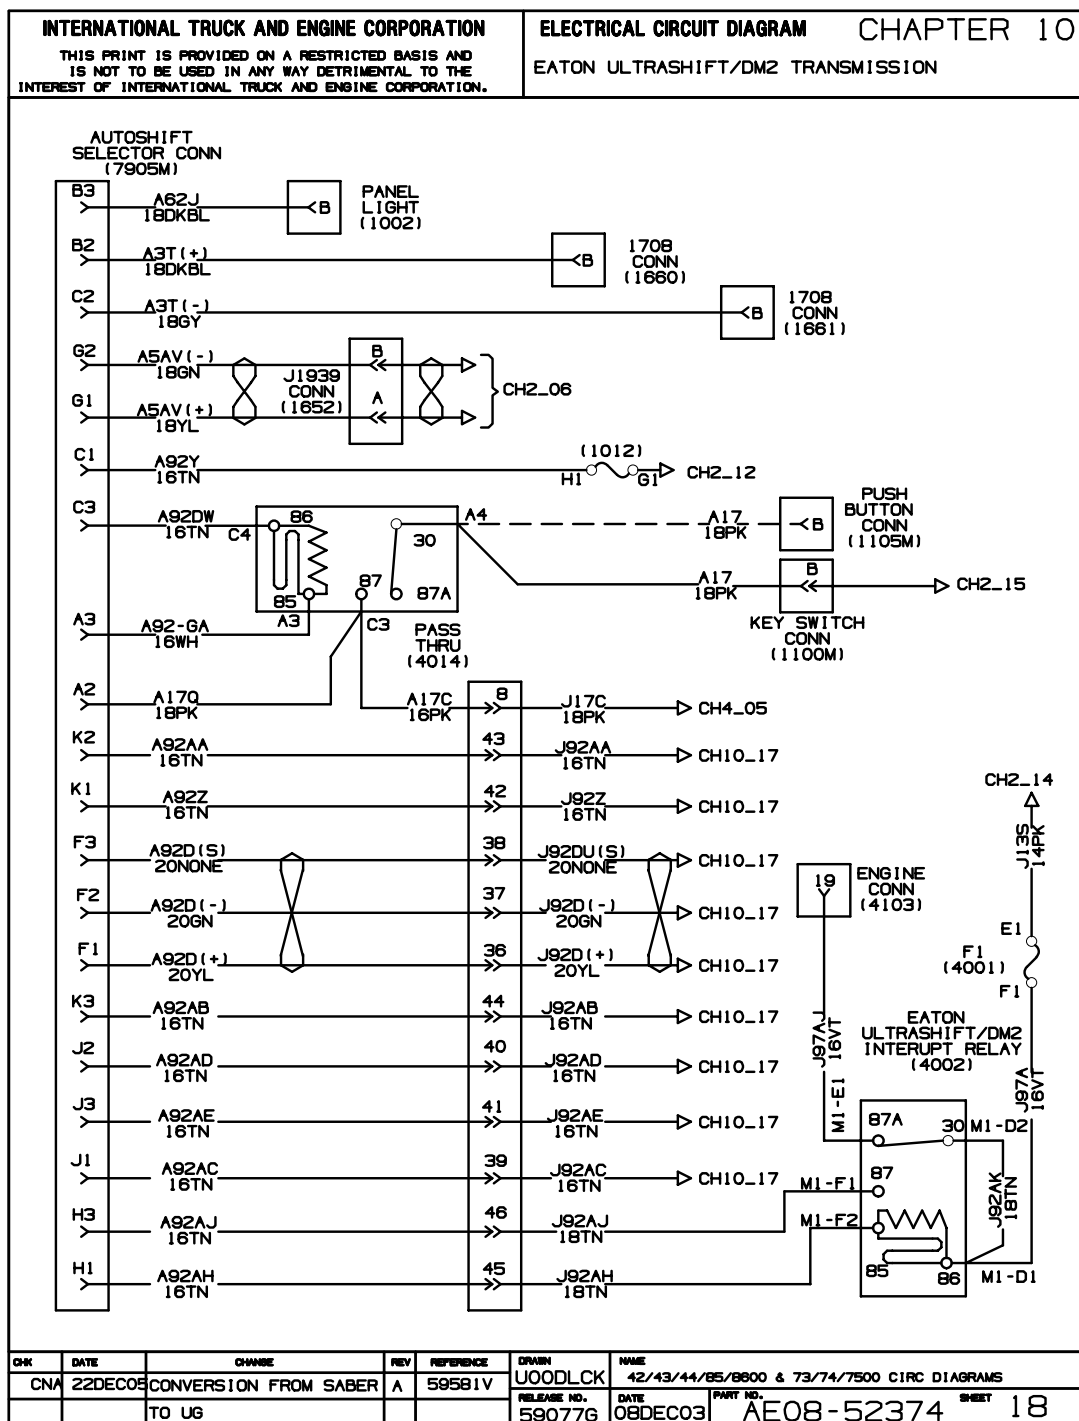 INTERNATIONAL TRUCK AND ENGINE CORPORATION
THIS PRINT IS PROVIDED ON A RESTRICTED BASIS AND
IS NOT TO BE USED IN ANY WAY DETRIMENTAL TO THE
INTEREST OF INTERNATIONAL TRUCK AND ENGINE CORPORATION.
ELECTRICAL CIRCUIT DIAGRAM CHAPTER 10
EATON ULTRASHIFT/DM2 TRANSMISSION
AUTOSHIFT
SELECTOR CONN
(7905M)
B3
A62J
18DKBL
<B
PANEL
LIGHT
(1002)
B2
A3T(+)
18DKBL
<B
1708
CONN
(1660)
C2
A3T(-)
18GY
<B
1708
CONN
(1661)
G2
A5AV(-)
18GN
J1939
CONN
(1652)
B
A
CH2_06
G1
A5AV(+)
18YL
C1
A92Y
16TN
(1012)
H1
G1
CH2_12
C3
A92DW
16TN
C4
86
30
85
87
87A
A3
C3
A4
PASS
THRU
(4014)
A17
18PK
<B
PUSH
BUTTON
CONN
(1105M)
A17
18PK
B
CH2_15
KEY SWITCH
CONN
(1100M)
A3
A92-GA
16WH
A2
A17Q
18PK
A17C
16PK
8
J17C
18PK
CH4_05
K2
A92AA
16TN
43
J92AA
16TN
CH10_17
K1
A92Z
16TN
42
J92Z
16TN
CH10_17
F3
A92D(S)
20NONE
38
J92DU(S)
20NONE
CH10_17
F2
A92D(-)
20GN
37
J92D(-)
20GN
CH10_17
F1
A92D(+)
20YL
36
J92D(+)
20YL
CH10_17
K3
A92AB
16TN
44
J92AB
16TN
CH10_17
J2
A92AD
16TN
40
J92AD
16TN
CH10_17
J3
A92AE
16TN
41
J92AE
16TN
CH10_17
J1
A92AC
16TN
39
J92AC
16TN
CH10_17
H3
A92AJ
16TN
46
J92AJ
18TN
H1
A92AH
16TN
45
J92AH
18TN
CH2_14
J13S
14PK
E1
F1
(4001)
F1
19
ENGINE
CONN
(4103)
J97AJ
16VT
M1-E1
EATON
ULTRASHIFT/DM2
INTERUPT RELAY
(4002)
J97A
16VT
87A
30
M1-D2
87
M1-F1
M1-F2
J92AK
18TN
85
86
M1-D1
CHK DATE CHANGE REV REFERENCE
CNA 22DEC05 CONVERSION FROM SABER A 59581V
TO UG
DRAWN
U00DLCK
NAME
42/43/44/85/8600 & 73/74/7500 CIRC DIAGRAMS
RELEASE NO.
59077G
DATE
08DEC03
PART NO.
AE08-52374
SHEET
18